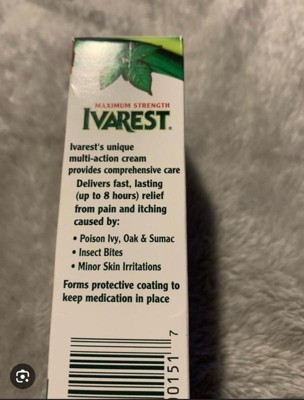 MAXIMUM STRENGTH
IVAREST®
Ivarest's unique
multi-action cream
provides comprehensive care
Delivers fast, lasting
(up to 8 hours) relief
from pain and itching
caused by:
• Poison Ivy, Oak & Sumac
• Insect Bites
• Minor Skin Irritations
Forms protective coating to
keep medication in place
00151 7